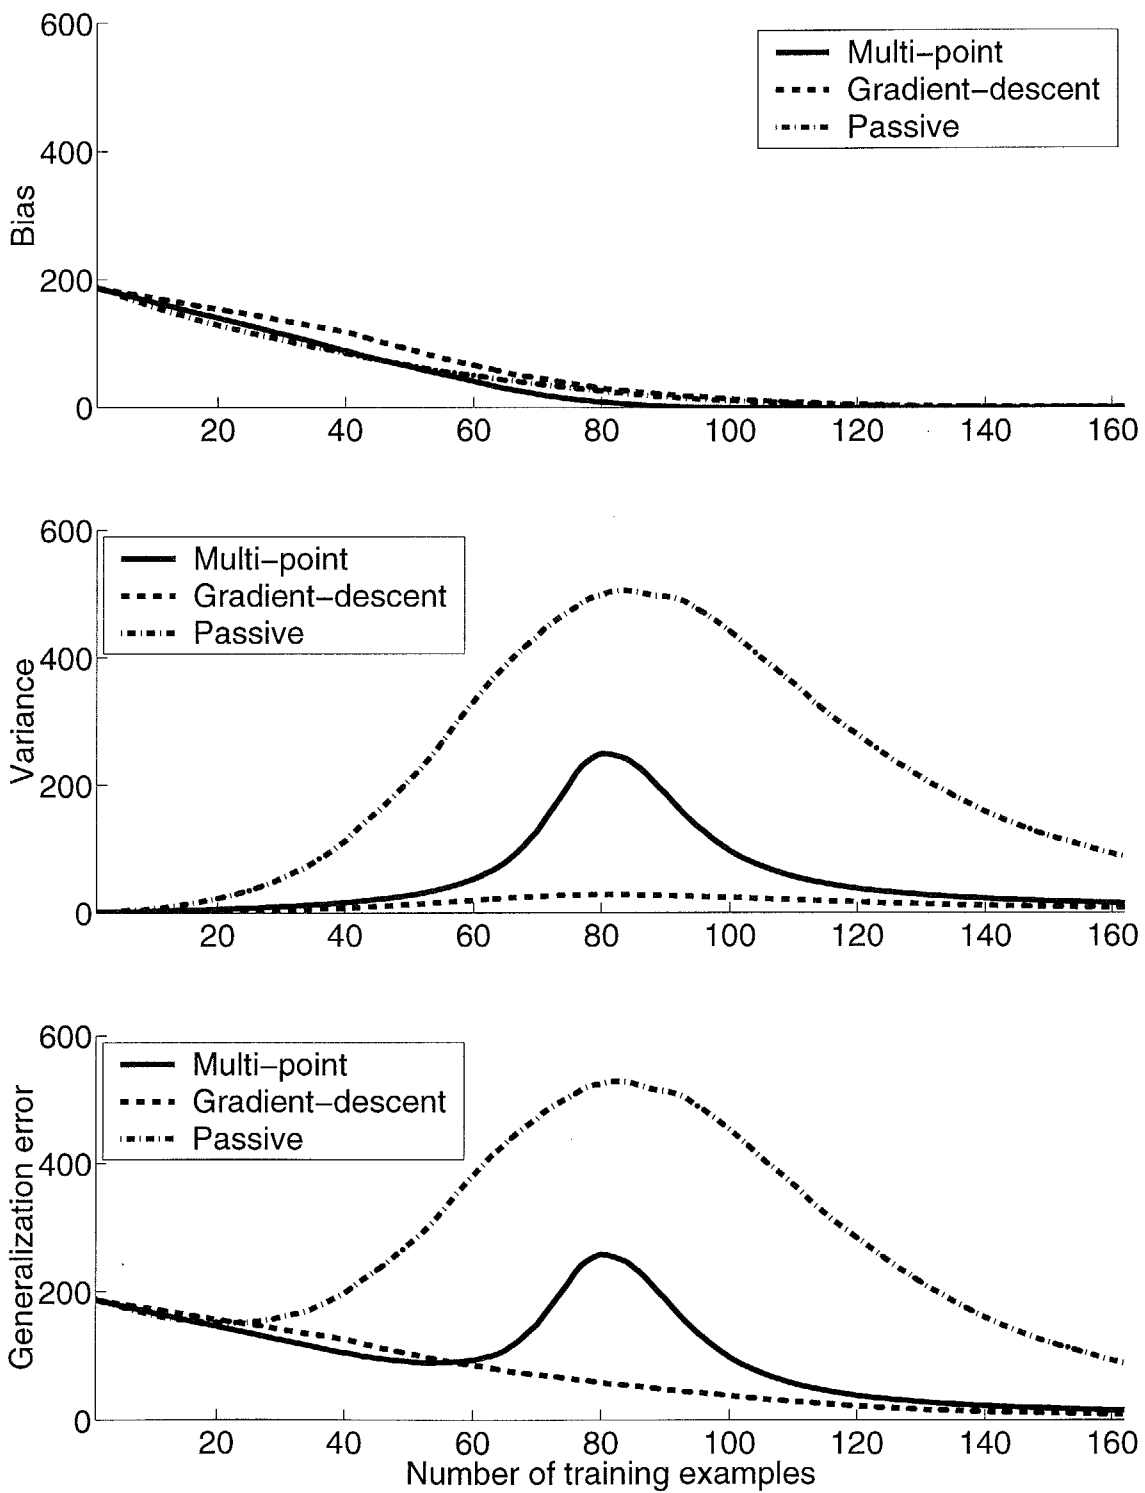 600
400
200
0
Bias
Multi−point
Gradient−descent
Passive
20 40 60 80 100 120 140 160
600
400
200
0
Variance
Multi−point
Gradient−descent
Passive
20 40 60 80 100 120 140 160
600
400
200
0
Generalization error
Multi−point
Gradient−descent
Passive
20 40 60 80 100 120 140 160
Number of training examples